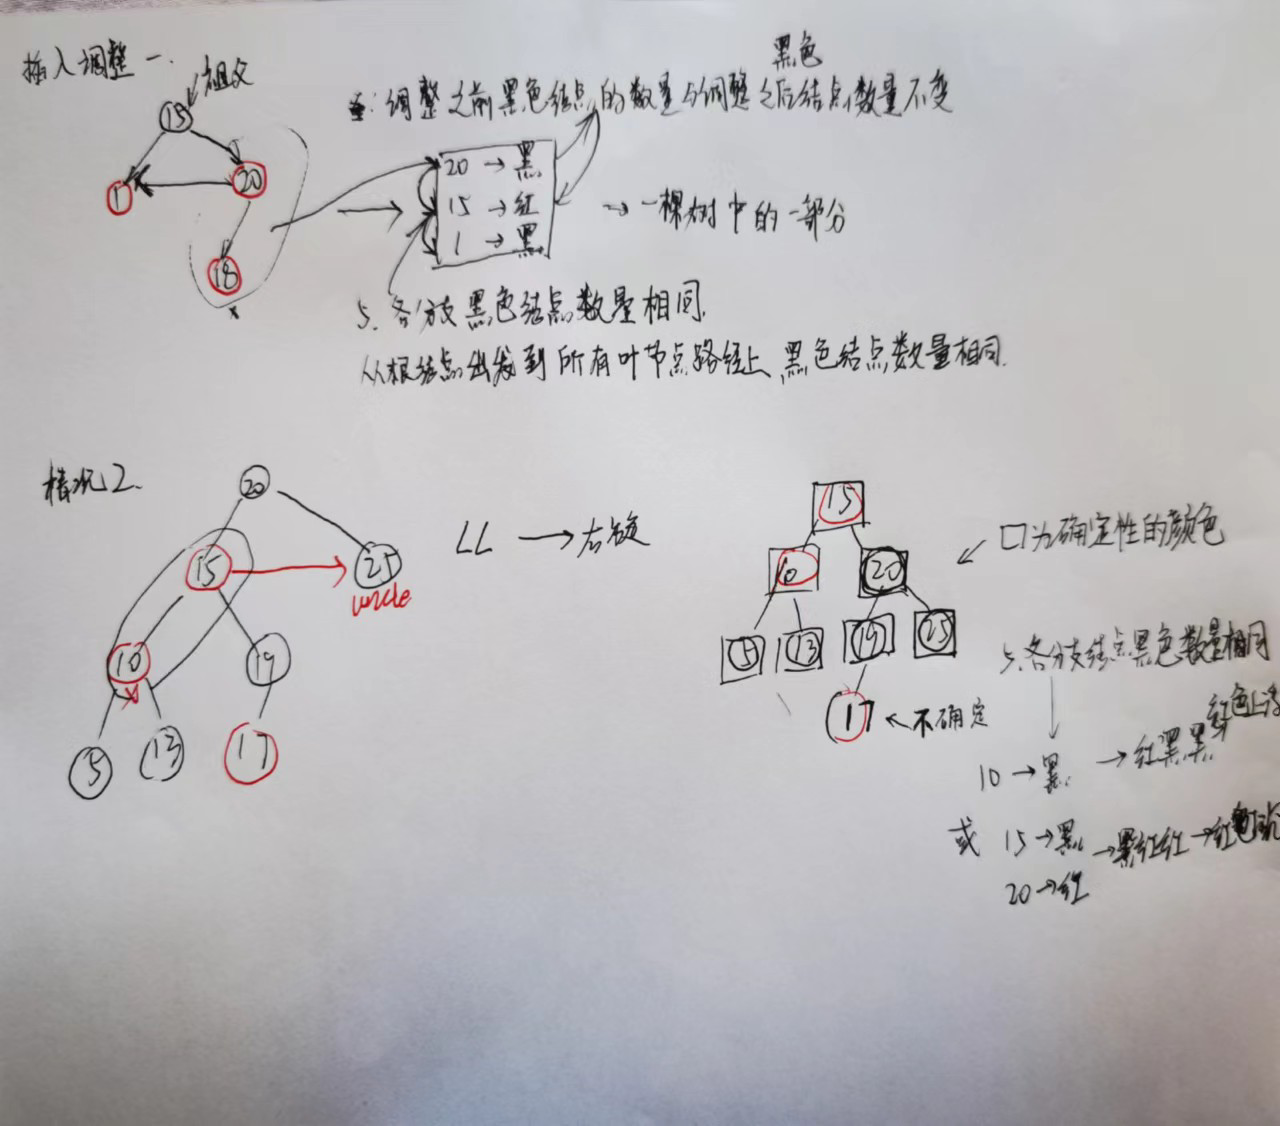 插入调整一.
祖父
15
1
20
18
x
黑色
调整之前黑色结点的数量与调整之后结点数量不变
20 → 黑
15 → 红
1 → 黑
→ 一棵树中的一部分
5、各分支黑色结点数量相同.
从根结点出发到所有叶节点路径上,黑色结点数量相同.
情况2.
20
15
25
uncle
10
x
19
5
13
17
LL → 右旋
15
10
20
5
13
19
25
17 ← 不确定
口为确定性的颜色
5、各分支结点黑色数量相同
10 → 黑 → 红黑黑
红色上浮
或 15 → 黑 → 黑红红 →
20 → 红